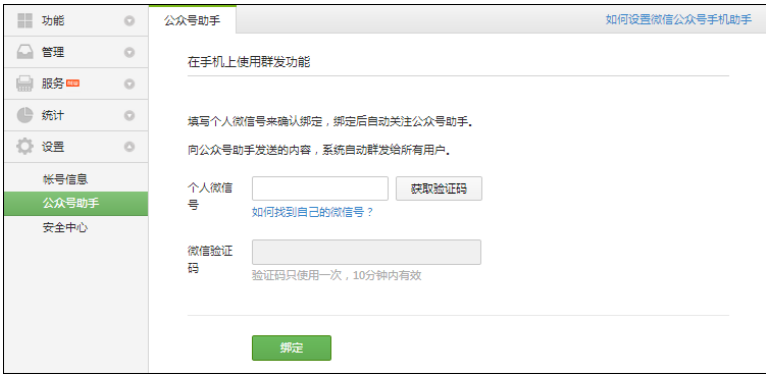 功能
管理
服务
统计
设置
帐号信息
公众号助手
安全中心
公众号助手
如何设置微信公众号手机助手
在手机上使用群发功能
填写个人微信号来确认绑定，绑定后自动关注公众号助手。
向公众号助手发送的内容，系统自动群发给所有用户。
个人微信
号
获取验证码
如何找到自己的微信号？
微信验证
码
验证码只使用一次，10分钟内有效
绑定